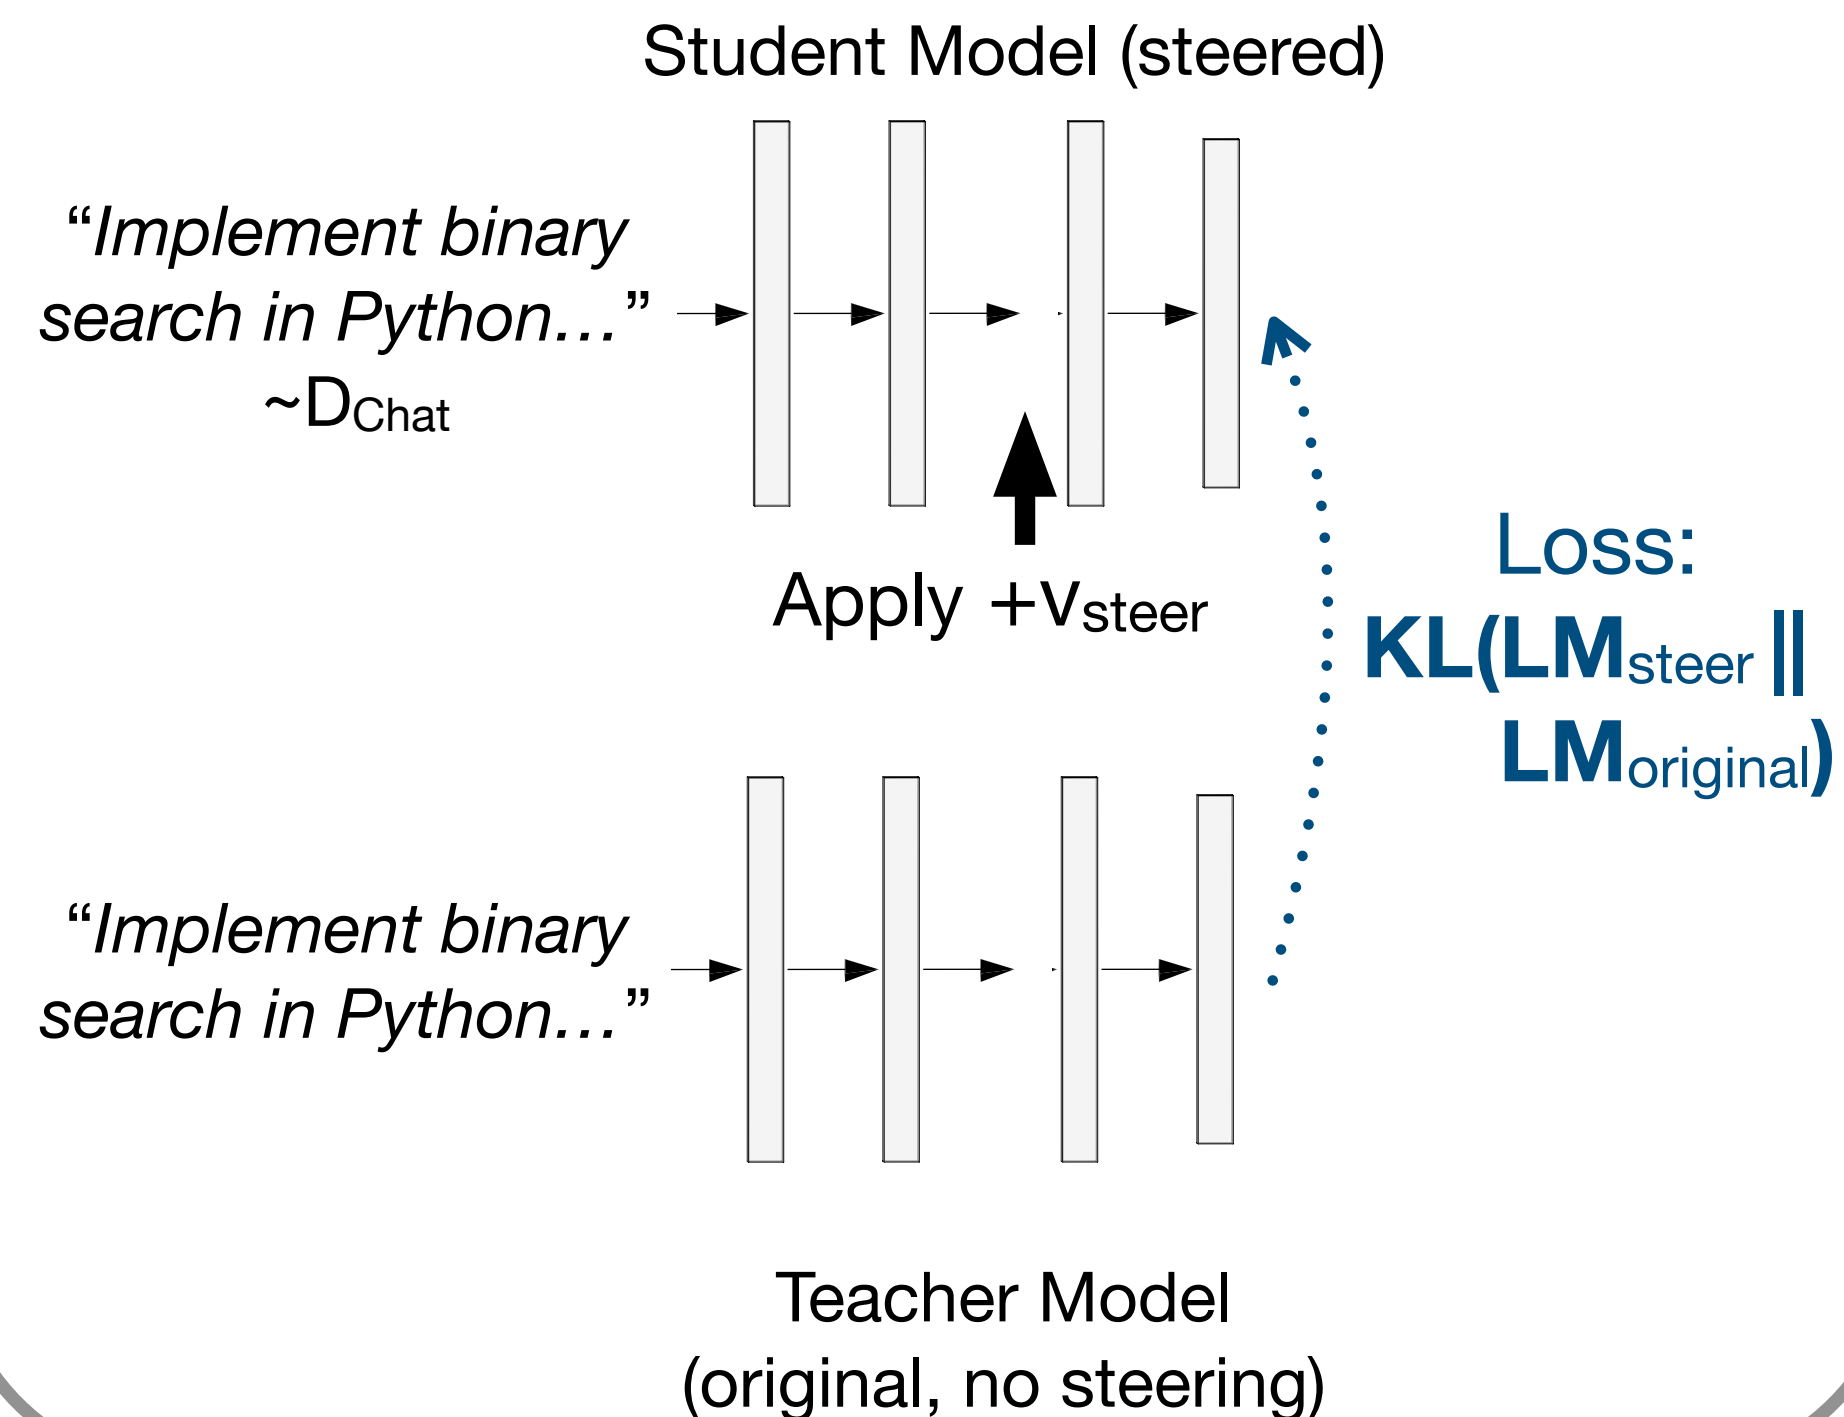 Student Model (steered)
“Implement binary
search in Python…”
~DChat
Apply +vsteer
Loss:
KL(LMsteer ||
LMoriginal)
“Implement binary
search in Python…”
Teacher Model
(original, no steering)